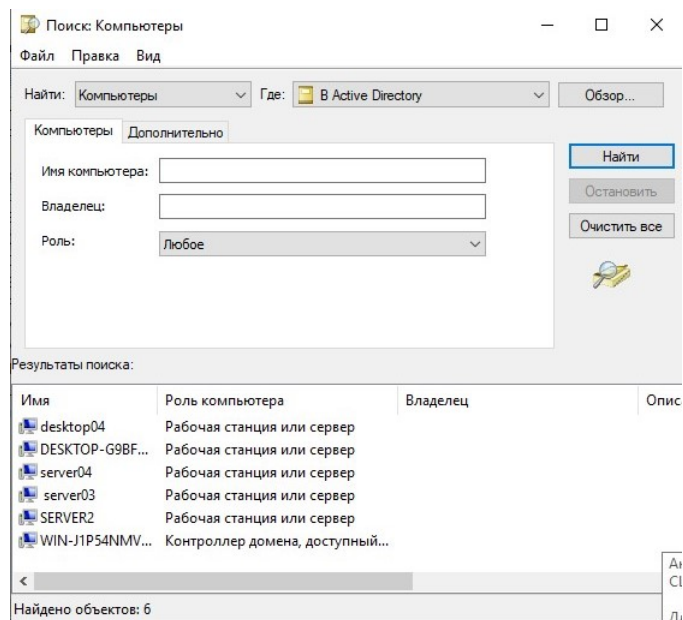 Поиск: Компьютеры
Файл Правка Вид
Найти: Компьютеры Где: В Active Directory Обзор...
Компьютеры Дополнительно
Имя компьютера:
Владелец:
Роль: Любое
Найти
Остановить
Очистить все
Результаты поиска:
Имя Роль компьютера Владелец Опис
desktop04 Рабочая станция или сервер
DESKTOP-G9BF... Рабочая станция или сервер
server04 Рабочая станция или сервер
server03 Рабочая станция или сервер
SERVER2 Рабочая станция или сервер
WIN-J1P54NMV... Контроллер домена, доступный...
Найдено объектов: 6